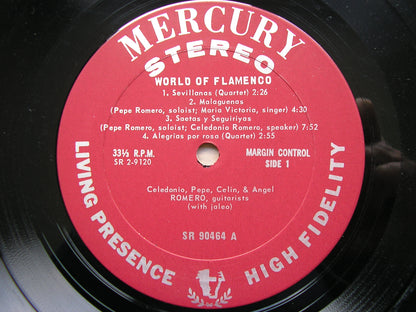 MERCURY
STEREO
WORLD OF FLAMENCO
1. Sevillanas (Quartet) 2:26
2. Malaguenas
(Pepe Romero, soloist; Maria Victoria, singer) 4:30
3. Saetas y Seguiriyas
(Pepe Romero, soloist; Celedonio Romero, speaker) 7:52
4. Alegrias por rosa (Quartet) 2:55
33⅓ R.P.M.
SR 2-9120
MARGIN CONTROL
SIDE 1
Celedonio, Pepe, Celin, & Angel
ROMERO, guitarists
(with jaleo)
SR 90464 A
LIVING PRESENCE
HIGH FIDELITY